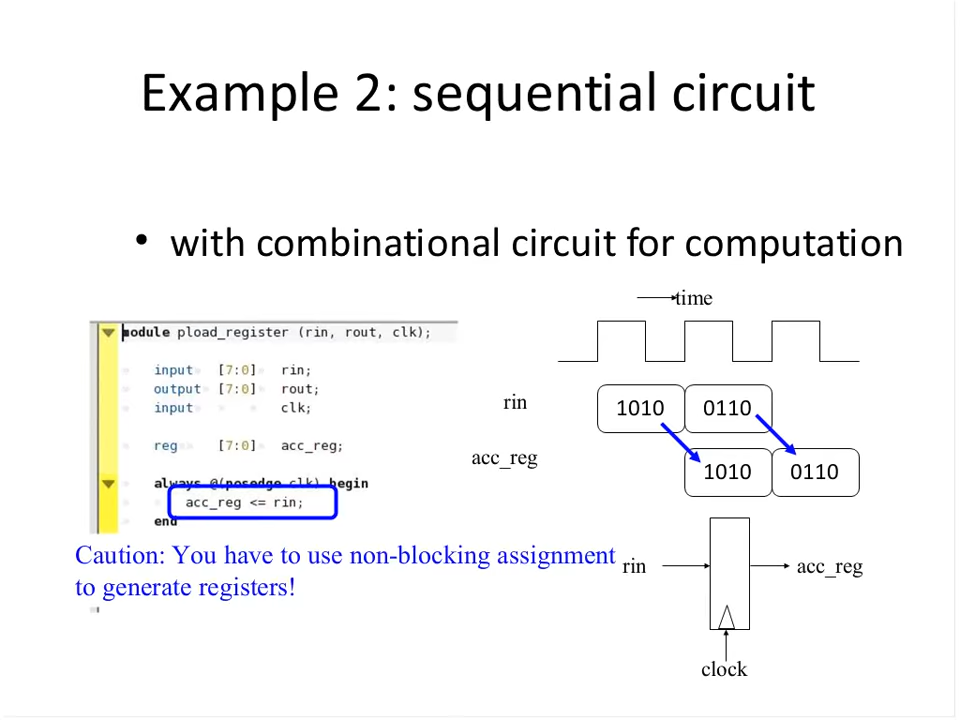 Example 2: sequential circuit
• with combinational circuit for computation
module pload_register (rin, rout, clk);
input [7:0] rin;
output [7:0] rout;
input clk;
reg [7:0] acc_reg;
always @(posedge clk) begin
acc_reg <= rin;
end
Caution: You have to use non-blocking assignment
to generate registers!
time
rin 1010 0110
acc_reg 1010 0110
rin acc_reg
clock